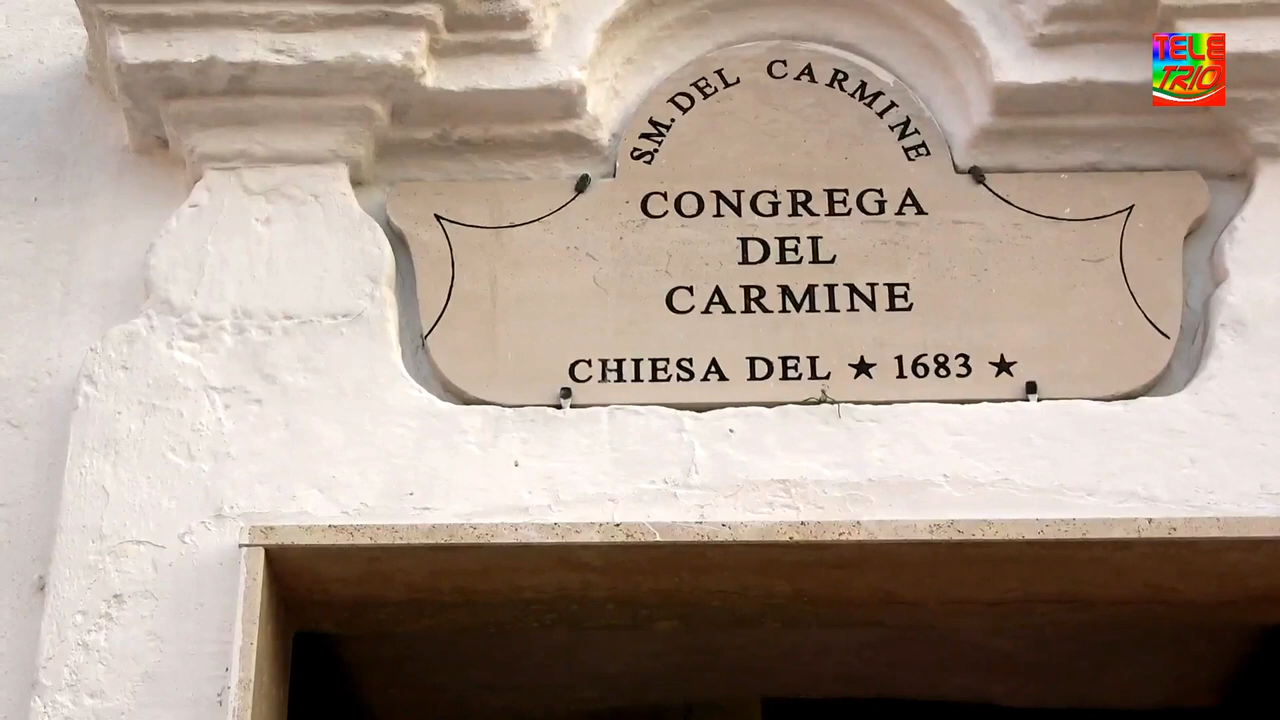 S.M. DEL CARMINE
CONGREGA
DEL
CARMINE
CHIESA DEL ★ 1683 ★
TELE
TRIO